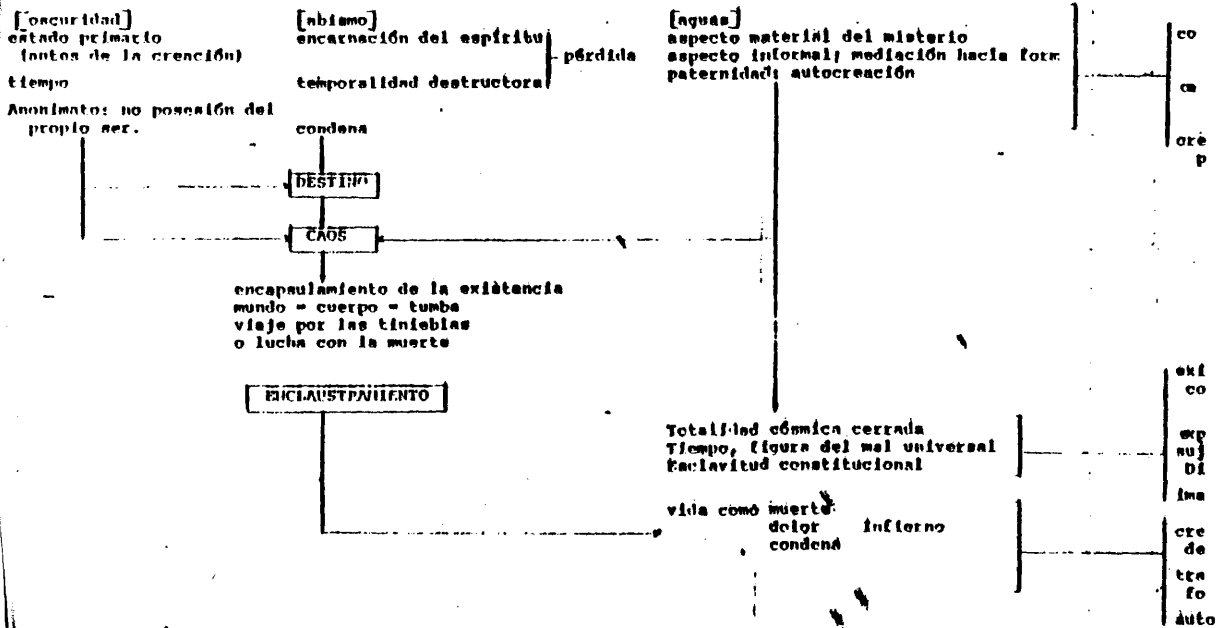 [oscuridad]
estado primario
(antes de la creación)
tiempo
Anonimato: no posesión del
propio ser.
[abismo]
encarnación del espíritu
temporalidad destructora
pérdida
condena
DESTINO
CAOS
encapsulamiento de la existencia
mundo = cuerpo = tumba
viaje por las tinieblas
o lucha con la muerte
ENCLAUSTRAMIENTO
[aguas]
aspecto material del misterio
aspecto informal; mediación hacia form
paternidad: autocreación
Totalidad cósmica cerrada
Tiempo, figura del mal universal
Esclavitud constitucional
vida como muerte
dolor infierno
condena
co
cre
p
co
exp
ima
cre
de
tra
fo
auto